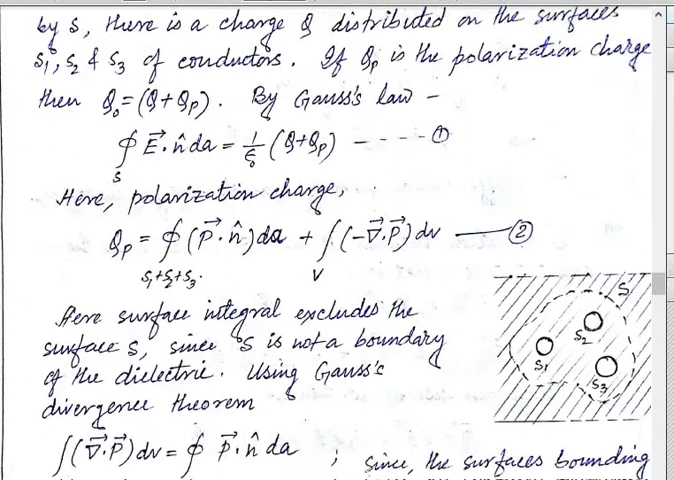 by S, there is a charge Q distributed on the surfaces
S₁, S₂ & S₃ of conductors. If Qp is the polarization charge
then Q₀ = (Q+Qp). By Gauss's law -
∮ E⃗·n̂ da = 1/ε₀ (Q+Qp) ---- ①
S
Here, polarization charge,
Qp = ∮ (P⃗·n̂) da + ∫ (-∇⃗·P⃗) dv —— ②
S₁+S₂+S₃. V
Here surface integral excludes the
surface S, since S is not a boundary
of the dielectric. Using Gauss's
divergence theorem
∫(∇⃗·P⃗) dv = ∮ P⃗·n̂ da ; since, the surfaces bounding
S
S₂
S₁
S₃